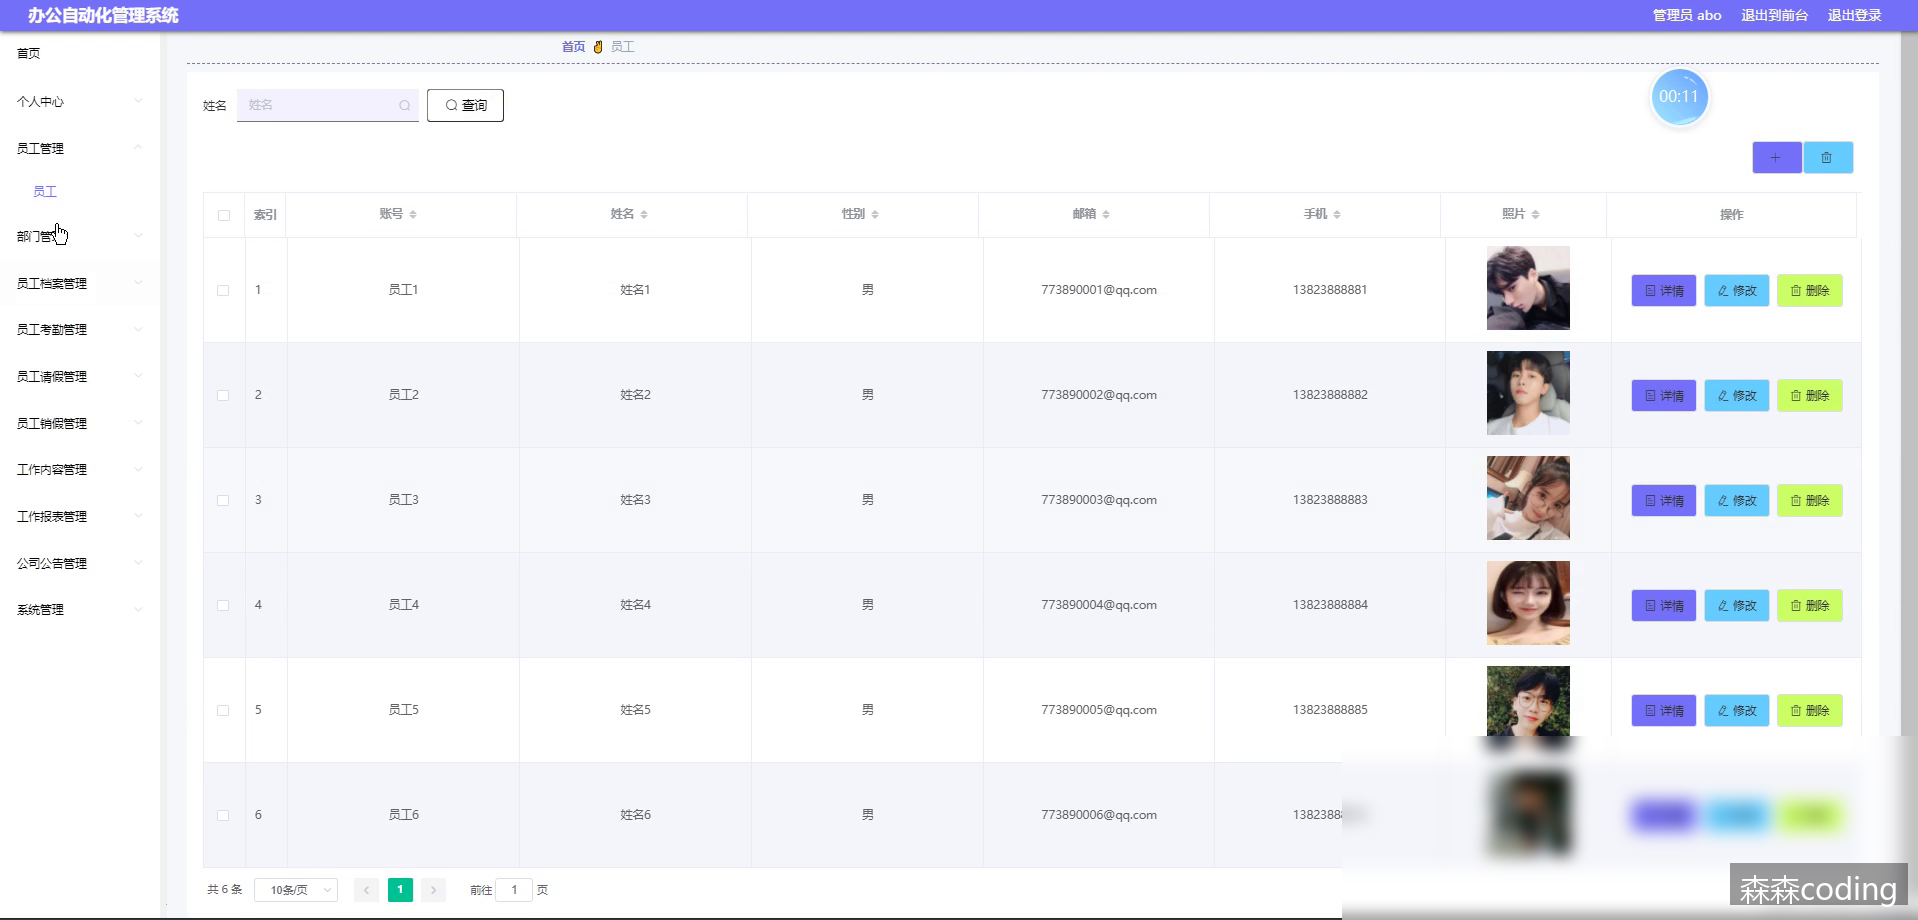 办公自动化管理系统
管理员 abo 退出到前台 退出登录
首页
个人中心
员工管理
员工
部门管
员工档案管理
员工考勤管理
员工请假管理
员工销假管理
工作内容管理
工作报表管理
公司公告管理
系统管理
首页 员工
00:11
姓名 姓名 查询
索引 账号 姓名 性别 邮箱 手机 照片 操作
1 员工1 姓名1 男 773890001@qq.com 13823888881 详情 修改 删除
2 员工2 姓名2 男 773890002@qq.com 13823888882 详情 修改 删除
3 员工3 姓名3 男 773890003@qq.com 13823888883 详情 修改 删除
4 员工4 姓名4 男 773890004@qq.com 13823888884 详情 修改 删除
5 员工5 姓名5 男 773890005@qq.com 13823888885 详情 修改 删除
6 员工6 姓名6 男 773890006@qq.com 1382388
共 6 条 10条/页 1 前往 1 页
森森coding